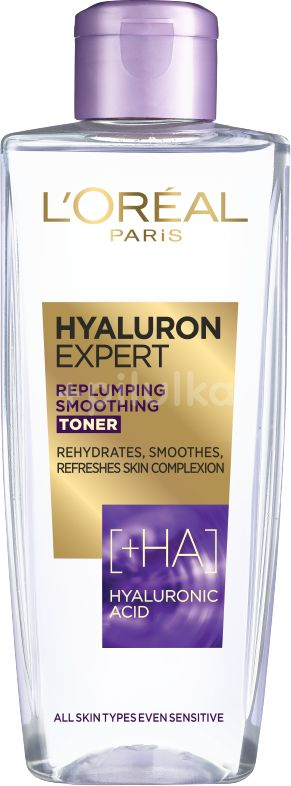 L'ORÉAL
PARiS
HYALURON
EXPERT
REPLUMPING
SMOOTHING
TONER
REHYDRATES, SMOOTHES,
REFRESHES SKIN COMPLEXION
[+HA]
HYALURONIC
ACID
ALL SKIN TYPES EVEN SENSITIVE